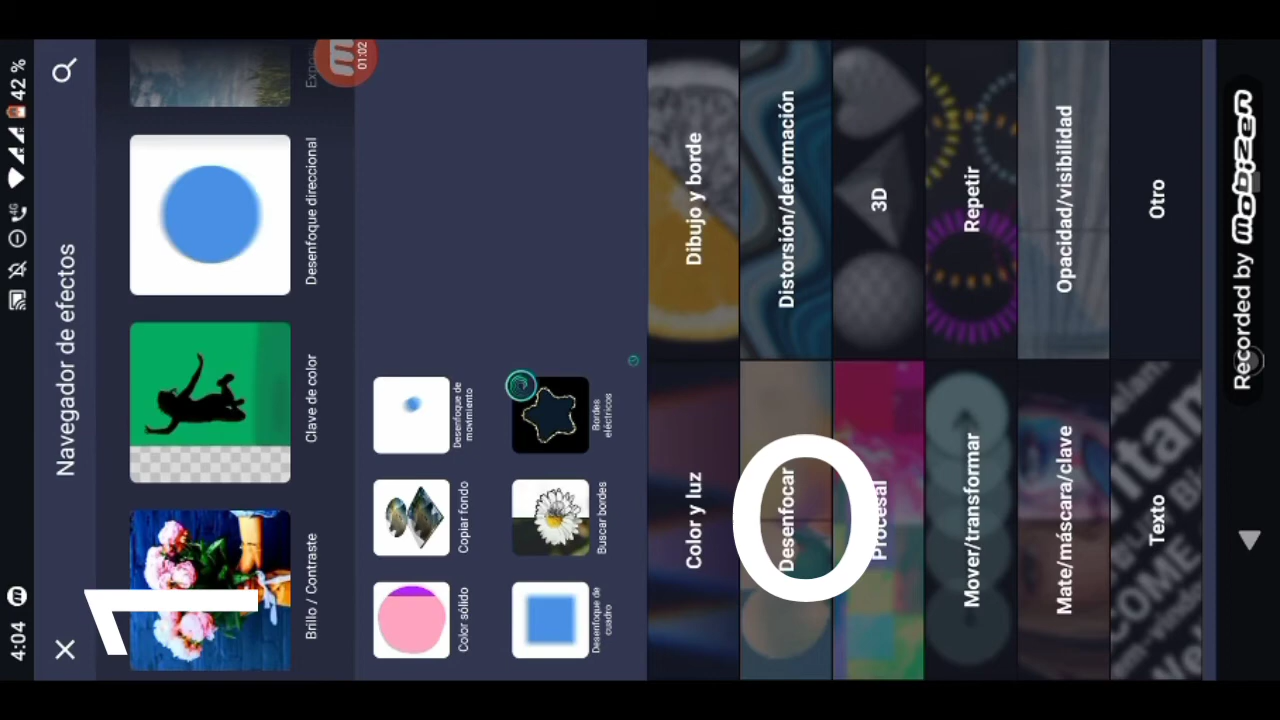 4:04
42 %
Navegador de efectos
Brillo / Contraste
Clave de color
Desenfoque direccional
01:02
Color sólido
Copiar fondo
Desenfoque de
movimiento
Desenfoque de
cuadro
Buscar bordes
Bordes
eléctricos
Color y luz
Dibujo y borde
Desenfocar
Distorsión/deformación
Procesal
3D
Mover/transformar
Repetir
Mate/máscara/clave
Opacidad/visibilidad
Texto
Otro
1
O
Recorded by mobizen